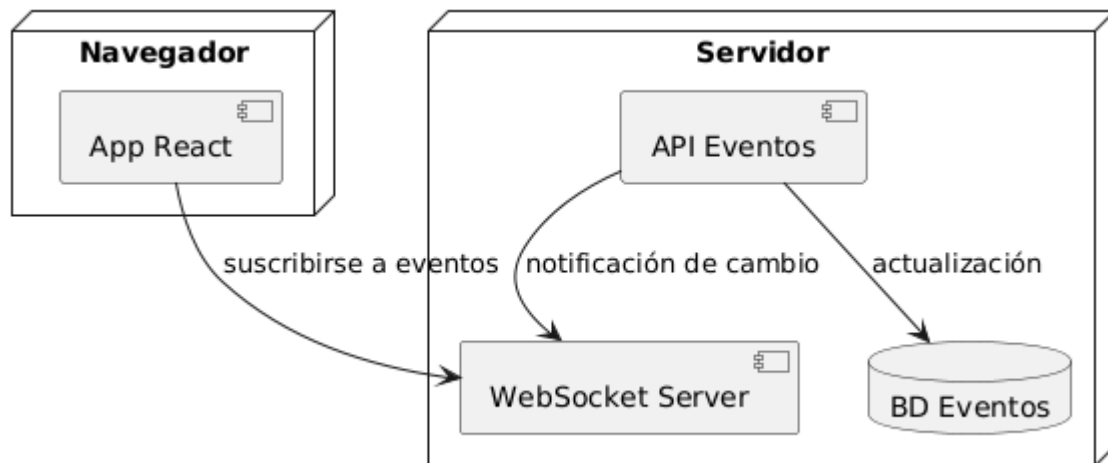 Navegador
Servidor
App React
API Eventos
suscribirse a eventos
notificación de cambio
actualización
WebSocket Server
BD Eventos